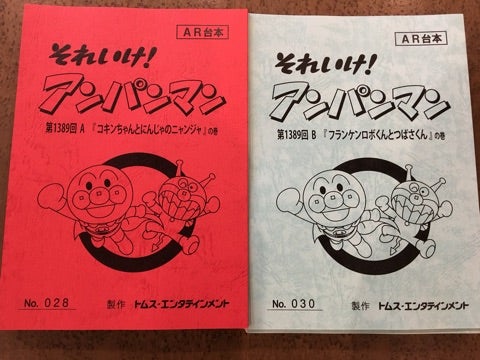 AR台本
それいけ!
アンパンマン
第1389回 A 『コキンちゃんとにんじゃのニャンジャ』の巻
No. 028
製作 トムス・エンタテインメント
AR台本
それいけ!
アンパンマン
第1389回 B 『フランケンロボくんとつばさくん』の巻
No. 030
製作 トムス・エンタテインメント